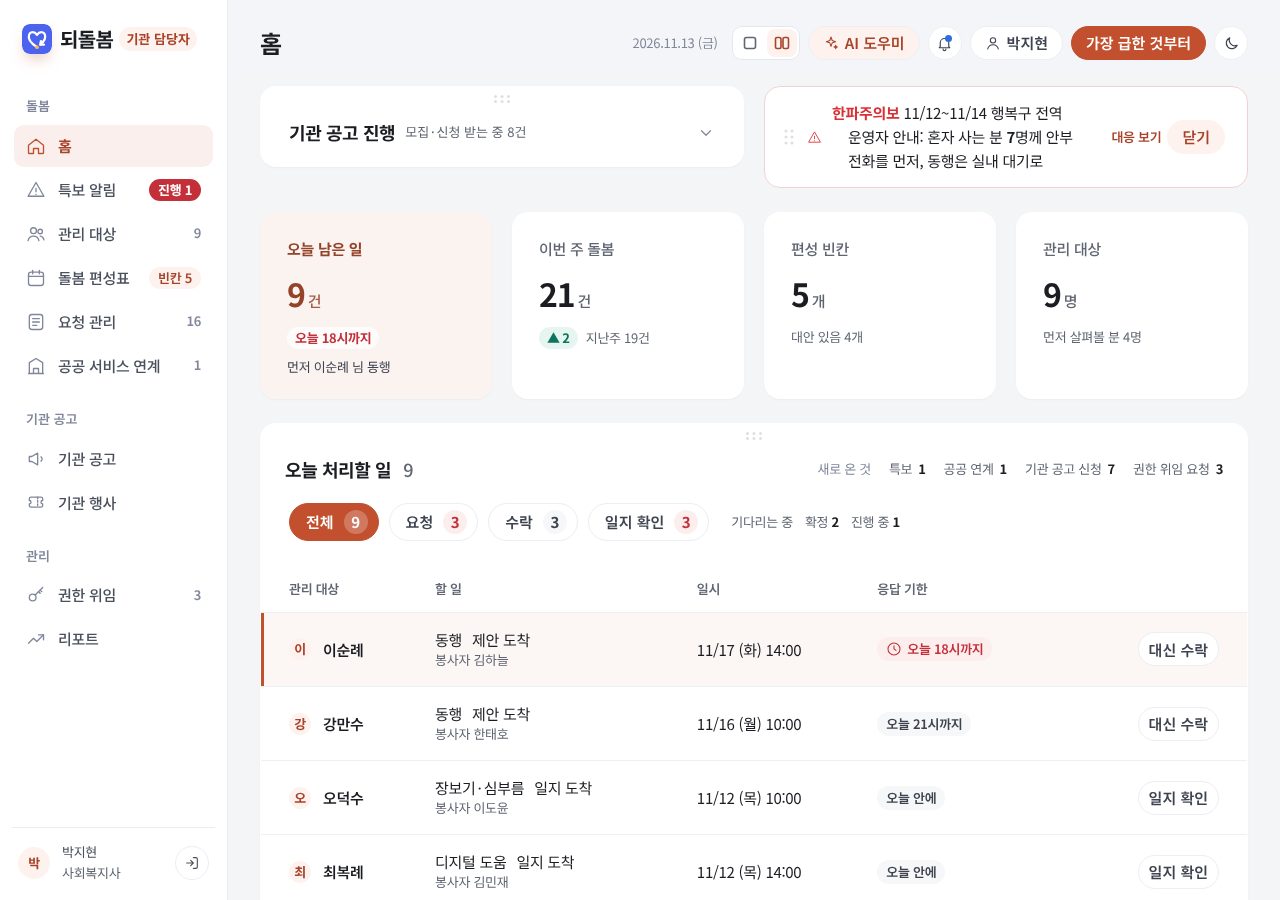 되돌봄 기관 담당자
돌봄
홈
특보 알림 진행 1
관리 대상 9
돌봄 편성표 빈칸 5
요청 관리 16
공공 서비스 연계 1
기관 공고
기관 공고
기관 행사
관리
권한 위임 3
리포트
박 박지현
사회복지사
홈
2026.11.13 (금) AI 도우미 박지현 가장 급한 것부터
기관 공고 진행 모집·신청 받는 중 8건
한파주의보 11/12~11/14 행복구 전역
운영자 안내: 혼자 사는 분 7명께 안부
전화를 먼저, 동행은 실내 대기로
대응 보기 닫기
오늘 남은 일
9건
오늘 18시까지
먼저 이순례 님 동행
이번 주 돌봄
21건
▲2 지난주 19건
편성 빈칸
5개
대안 있음 4개
관리 대상
9명
먼저 살펴볼 분 4명
오늘 처리할 일 9
새로 온 것 특보 1 공공 연계 1 기관 공고 신청 7 권한 위임 요청 3
전체 9 요청 3 수락 3 일지 확인 3 기다리는 중 확정 2 진행 중 1
관리 대상 할 일 일시 응답 기한
이 이순례 동행 제안 도착 11/17 (화) 14:00 오늘 18시까지 대신 수락
봉사자 김하늘
강 강만수 동행 제안 도착 11/16 (월) 10:00 오늘 21시까지 대신 수락
봉사자 한태호
오 오덕수 장보기·심부름 일지 도착 11/12 (목) 10:00 오늘 안에 일지 확인
봉사자 이도윤
최 최복례 디지털 도움 일지 도착 11/12 (목) 14:00 오늘 안에 일지 확인
봉사자 김민재